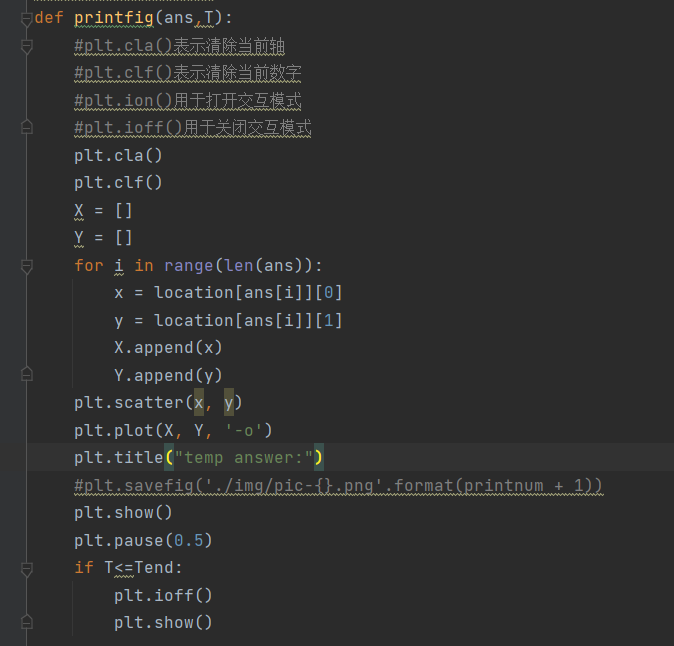 def printfig(ans,T):
    #plt.cla()表示清除当前轴
    #plt.clf()表示清除当前数字
    #plt.ion()用于打开交互模式
    #plt.ioff()用于关闭交互模式
    plt.cla()
    plt.clf()
    X = []
    Y = []
    for i in range(len(ans)):
        x = location[ans[i]][0]
        y = location[ans[i]][1]
        X.append(x)
        Y.append(y)
    plt.scatter(x, y)
    plt.plot(X, Y, '-o')
    plt.title("temp answer:")
    #plt.savefig('./img/pic-{}.png'.format(printnum + 1))
    plt.show()
    plt.pause(0.5)
    if T<=Tend:
        plt.ioff()
        plt.show()